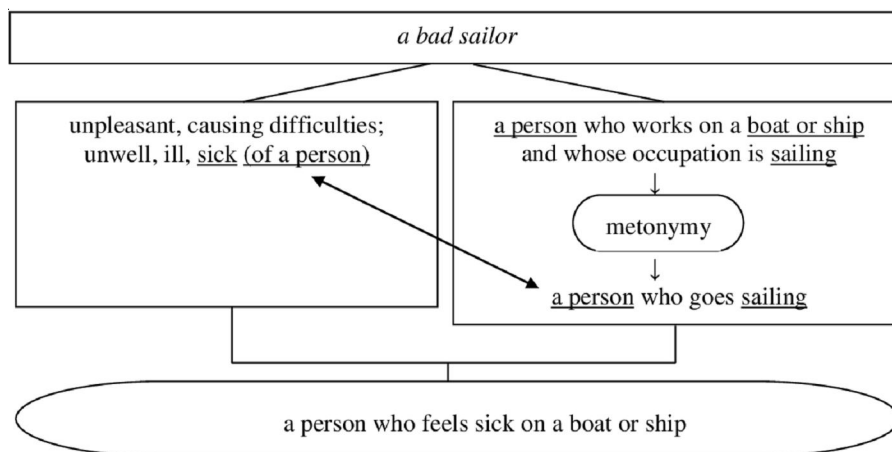 a bad sailor
unpleasant, causing difficulties;
unwell, ill, sick (of a person)
a person who works on a boat or ship
and whose occupation is sailing
↓
metonymy
↓
a person who goes sailing
a person who feels sick on a boat or ship